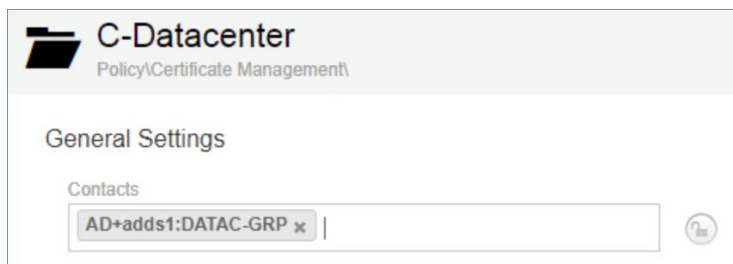 C-Datacenter
Policy\Certificate Management\
General Settings
Contacts
AD+adds1:DATAC-GRP ×